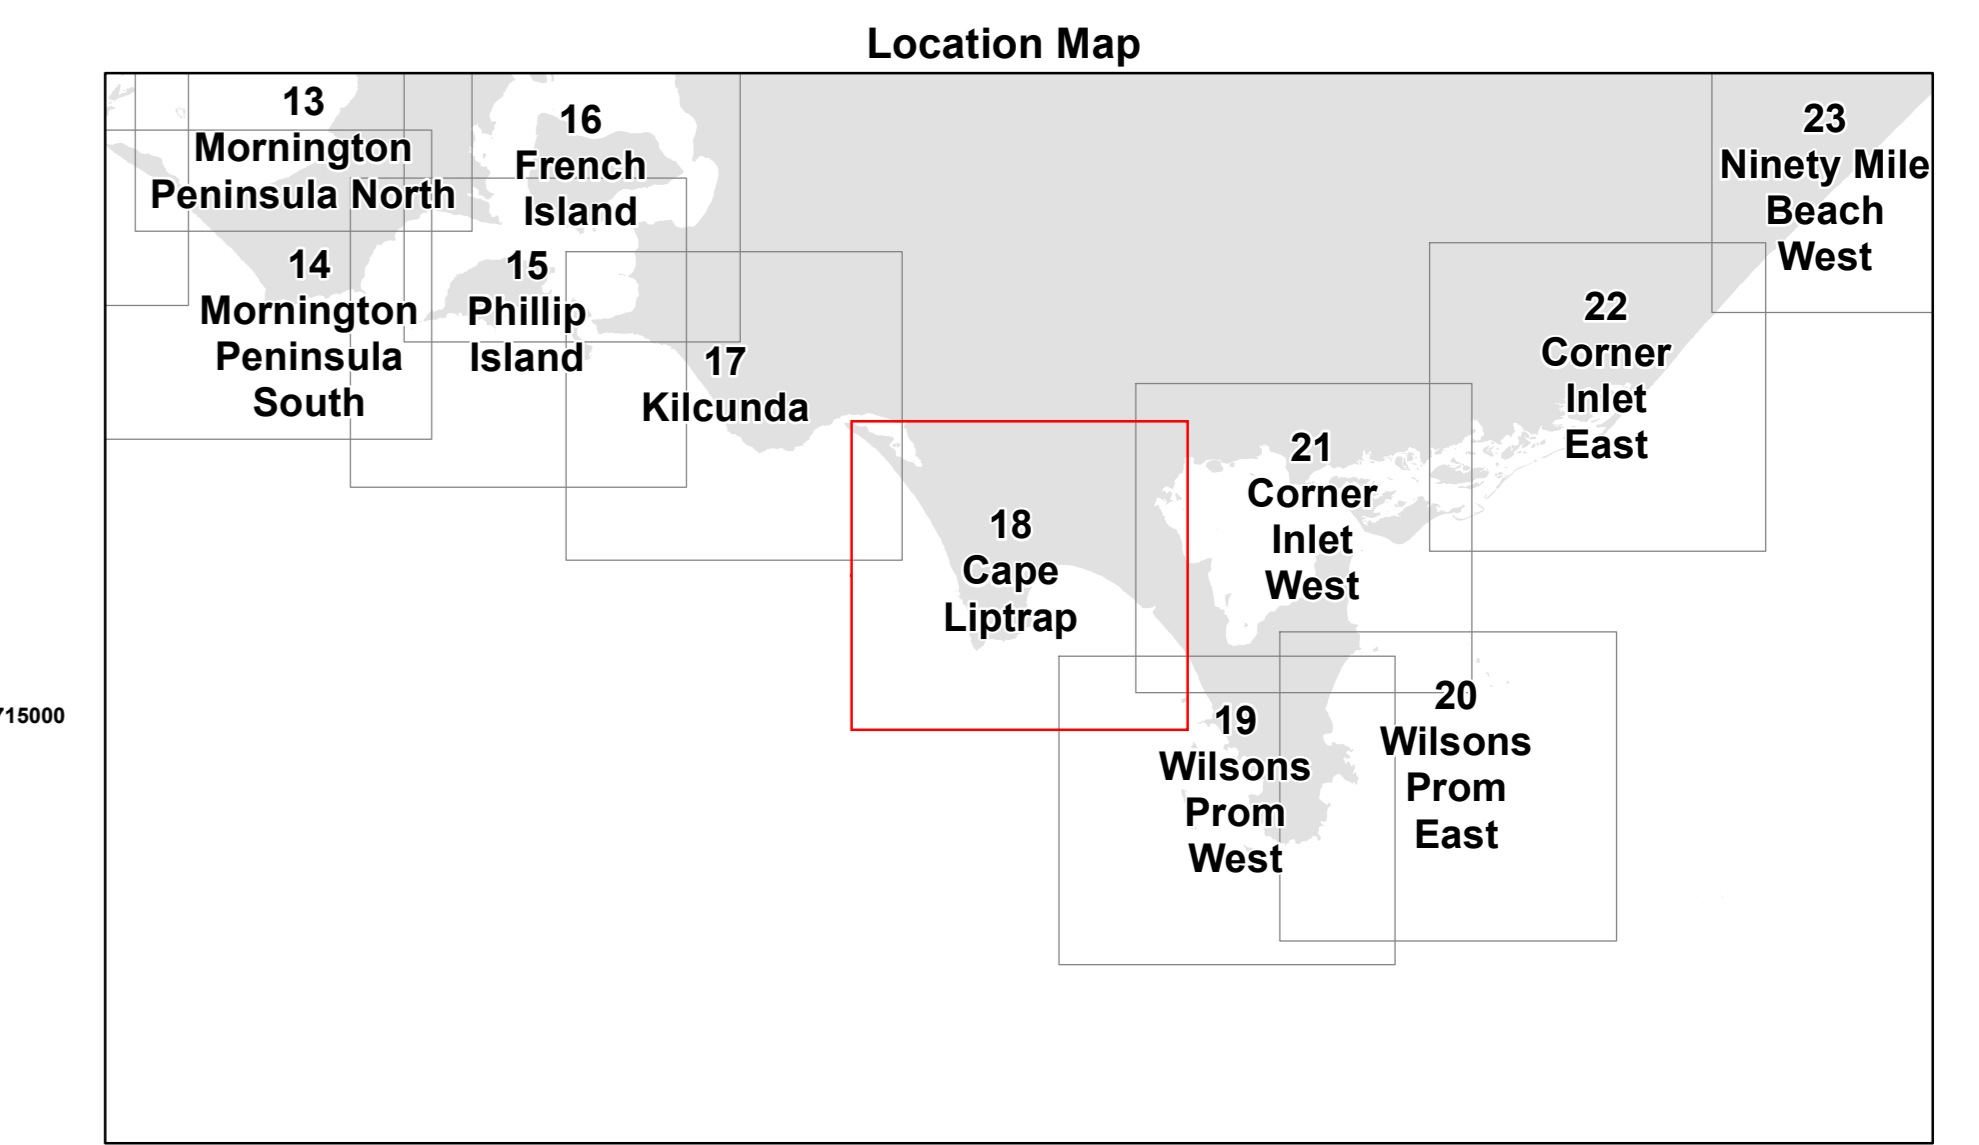 Location Map
13
Mornington
Peninsula North
16
French
Island
23
Ninety Mile
Beach
West
14
Mornington
Peninsula
South
15
Phillip
Island
17
Kilcunda
22
Corner
Inlet
East
21
Corner
Inlet
West
18
Cape
Liptrap
19
Wilsons
Prom
West
20
Wilsons
Prom
East
715000